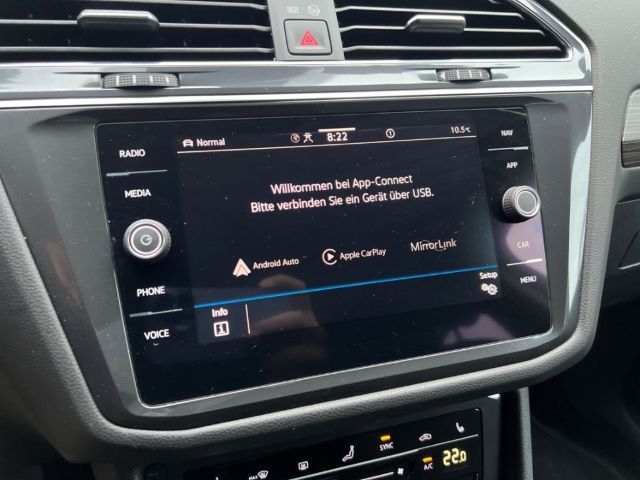 RADIO
MEDIA
PHONE
VOICE
Normal
8:22
10.5°C
Willkommen bei App-Connect
Bitte verbinden Sie ein Gerät über USB.
Android Auto
Apple CarPlay
MirrorLink
Info
Setup
NAV
APP
CAR
MENU
MAX
SYNC
A/C
22.0